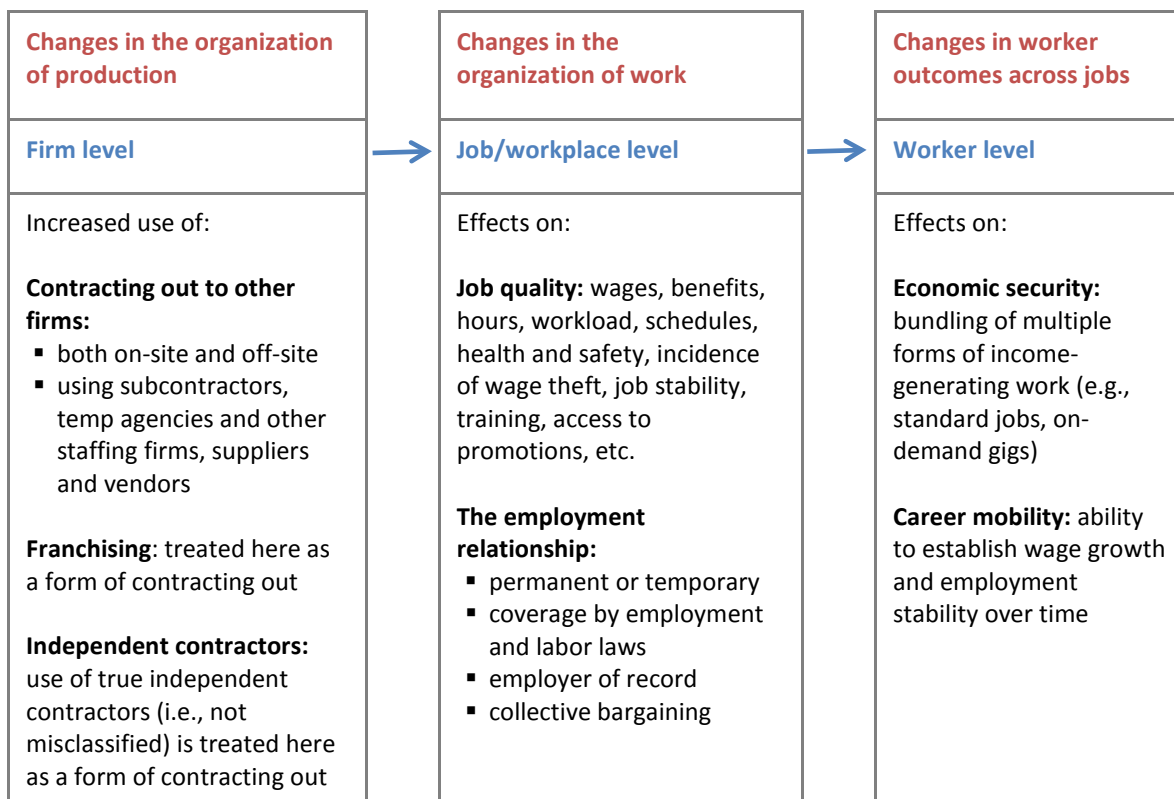 Changes in the organization
of production
Firm level
Increased use of:
Contracting out to other
firms:
▪ both on-site and off-site
▪ using subcontractors,
temp agencies and other
staffing firms, suppliers
and vendors
Franchising: treated here as
a form of contracting out
Independent contractors:
use of true independent
contractors (i.e., not
misclassified) is treated here
as a form of contracting out
Changes in the
organization of work
Job/workplace level
Effects on:
Job quality: wages, benefits,
hours, workload, schedules,
health and safety, incidence
of wage theft, job stability,
training, access to
promotions, etc.
The employment
relationship:
▪ permanent or temporary
▪ coverage by employment
and labor laws
▪ employer of record
▪ collective bargaining
Changes in worker
outcomes across jobs
Worker level
Effects on:
Economic security:
bundling of multiple
forms of income-
generating work (e.g.,
standard jobs, on-
demand gigs)
Career mobility: ability
to establish wage growth
and employment
stability over time